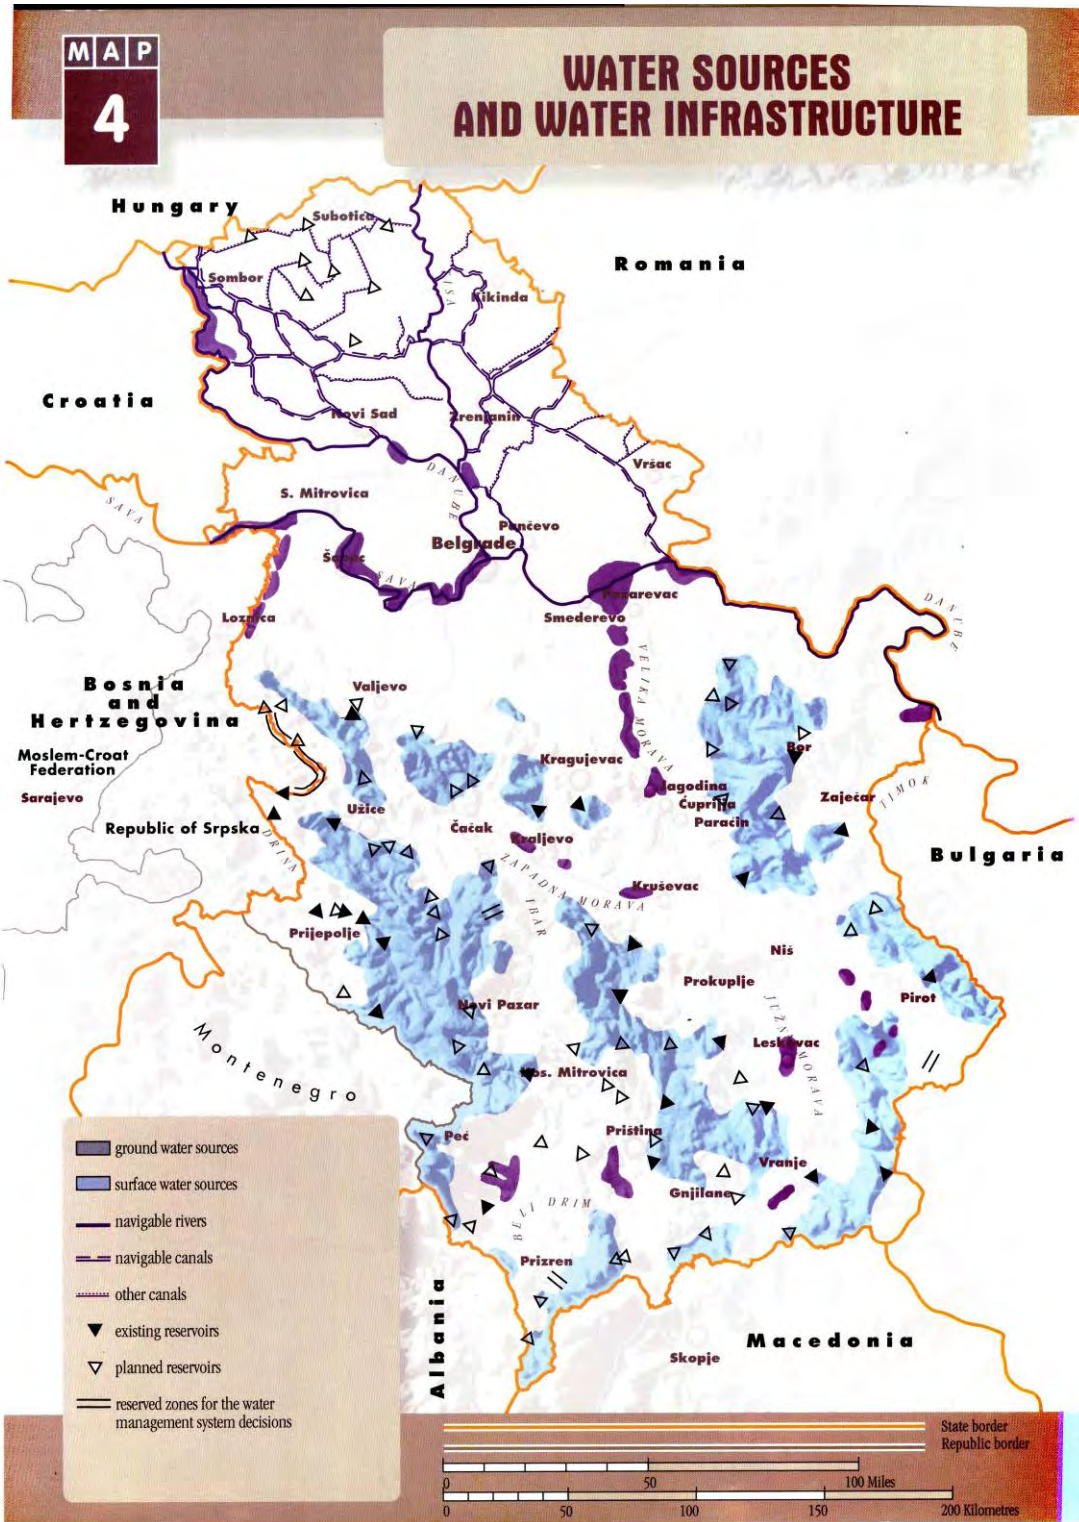 MAP
4
WATER SOURCES
AND WATER INFRASTRUCTURE
Hungary
Subotica
Romania
Sombor
TISA
Kikinda
Croatia
Novi Sad
Zrenjanin
Vršac
DANUBE
S. Mitrovica
SAVA
Pančevo
Belgrade
Šabac
SAVA
Požarevac
DANUBE
Loznica
Smederevo
VELIKA MORAVA
Bosnia
and
Hertzegovina
Valjevo
Moslem-Croat
Federation
Kragujevac
Bor
Sarajevo
Jagodina
Ćuprija
Zaječar
TIMOK
Užice
Republic of Srpska
Čačak
Paraćin
DRINA
Kraljevo
Bulgaria
ZAPADNA MORAVA
Kruševac
IBAR
Prijepolje
Niš
Prokuplje
Pirot
Novi Pazar
JUŽNA MORAVA
Montenegro
Leskovac
Kos. Mitrovica
Peć
Priština
Vranje
Gnjilane
BELI DRIM
Prizren
Albania
Macedonia
Skopje
ground water sources
surface water sources
navigable rivers
navigable canals
other canals
existing reservoirs
planned reservoirs
reserved zones for the water
management system decisions
State border
Republic border
0 50 100 Miles
0 50 100 150 200 Kilometres